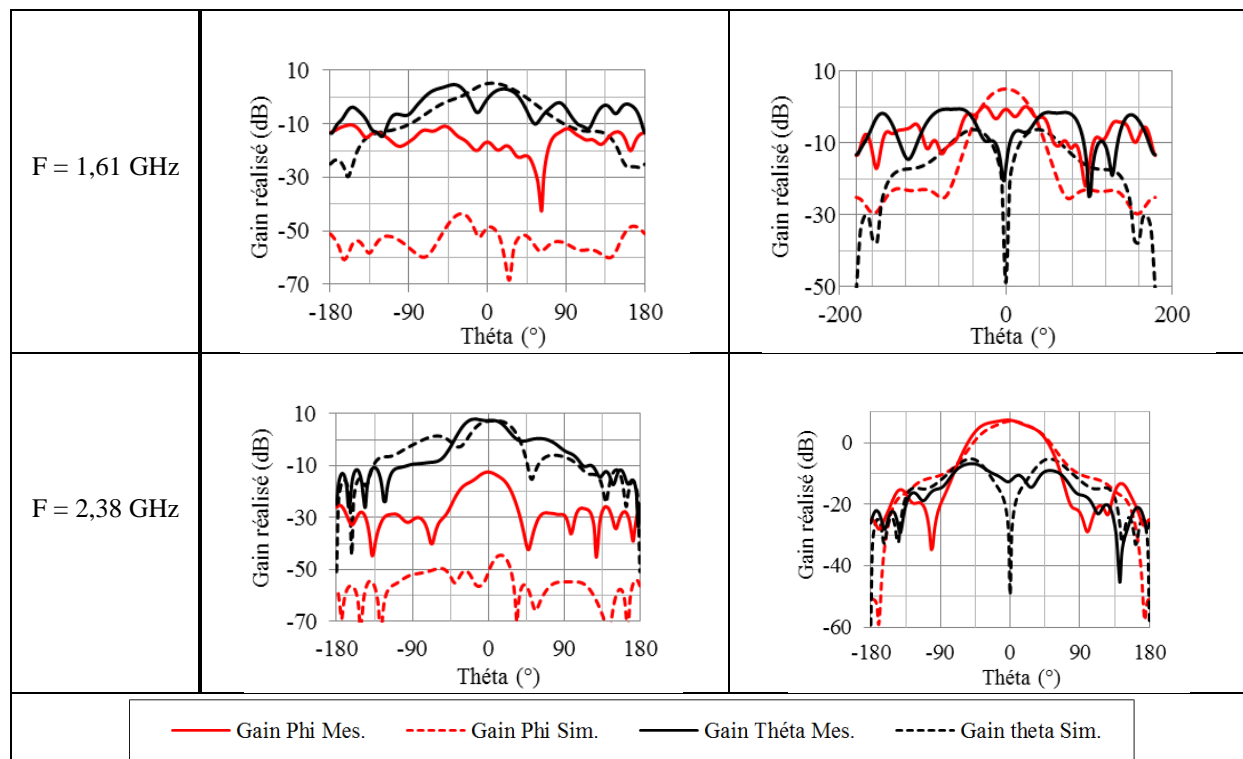 F = 1,61 GHz
Gain réalisé (dB)
10
-10
-30
-50
-70
-180 -90 0 90 180
Théta (°)
Gain réalisé (dB)
10
-10
-30
-50
-200 0 200
Théta (°)
F = 2,38 GHz
Gain réalisé (dB)
10
-10
-30
-50
-70
-180 -90 0 90 180
Théta (°)
Gain réalisé (dB)
0
-20
-40
-60
-180 -90 0 90 180
Théta (°)
Gain Phi Mes. Gain Phi Sim. Gain Théta Mes. Gain theta Sim.